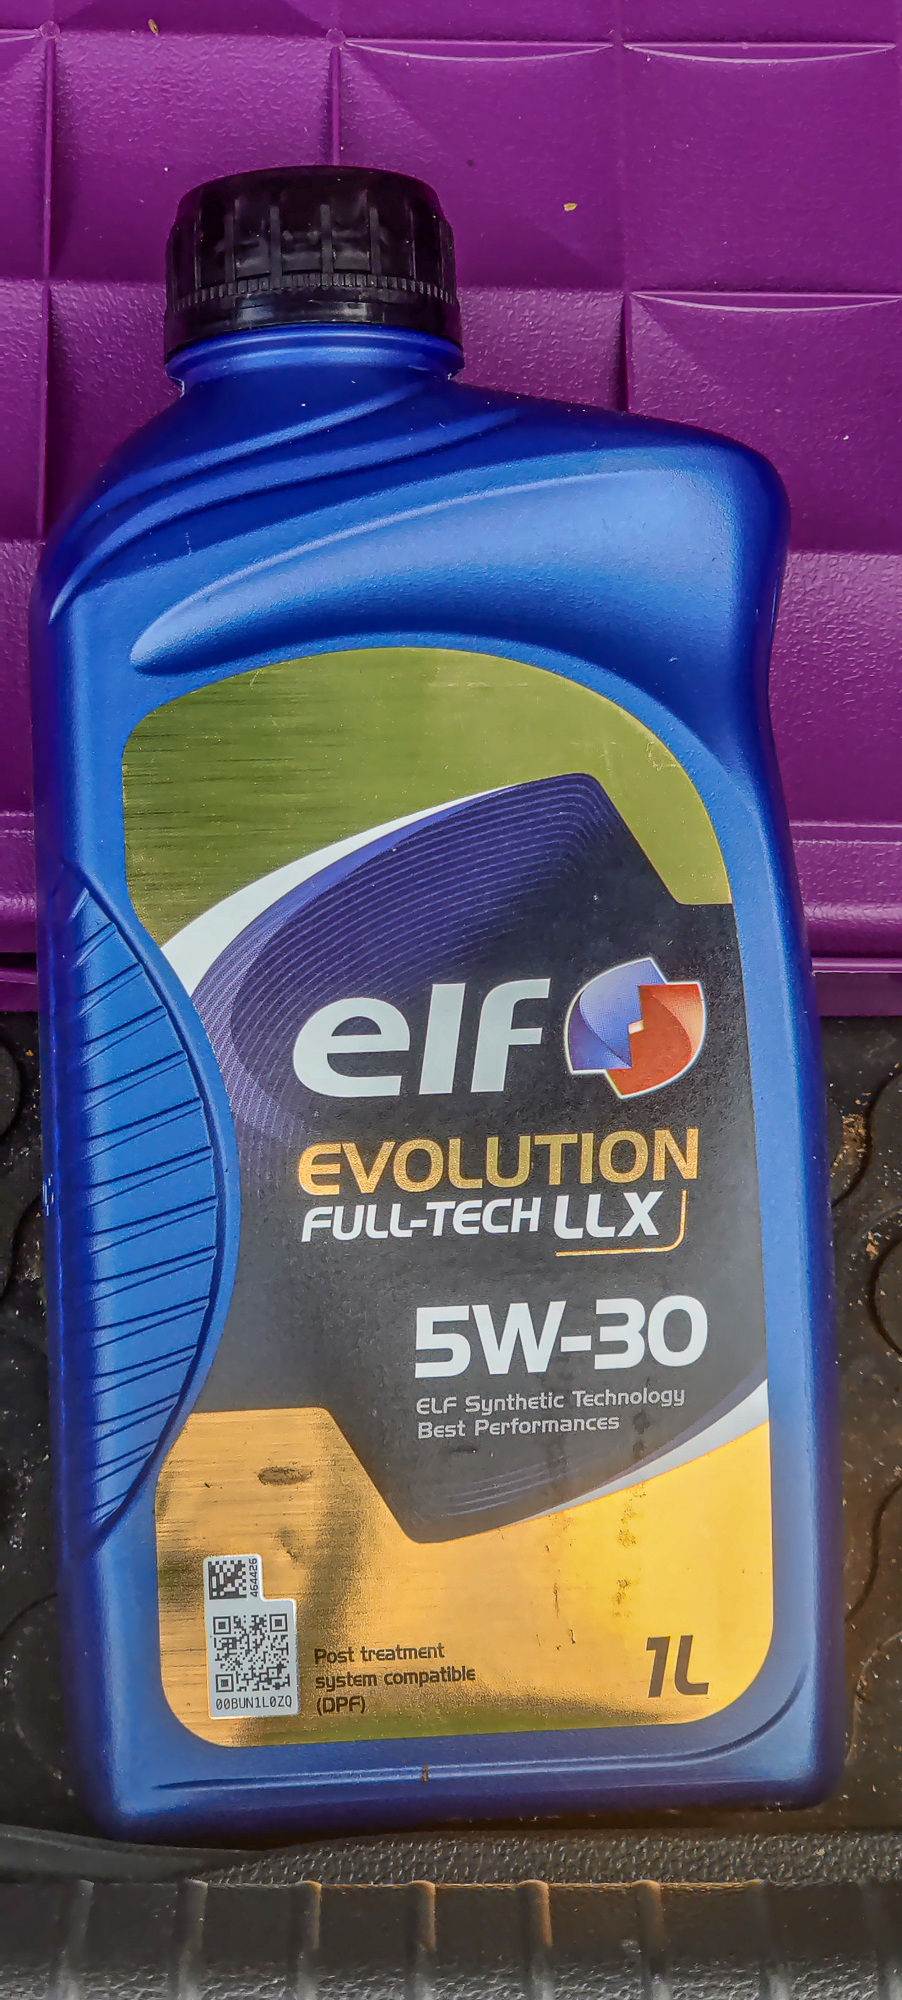 elf
EVOLUTION
FULL-TECH LLX
5W-30
ELF Synthetic Technology
Best Performances
464426
00BUN1L0ZQ
Post treatment
system compatible
(DPF)
1L